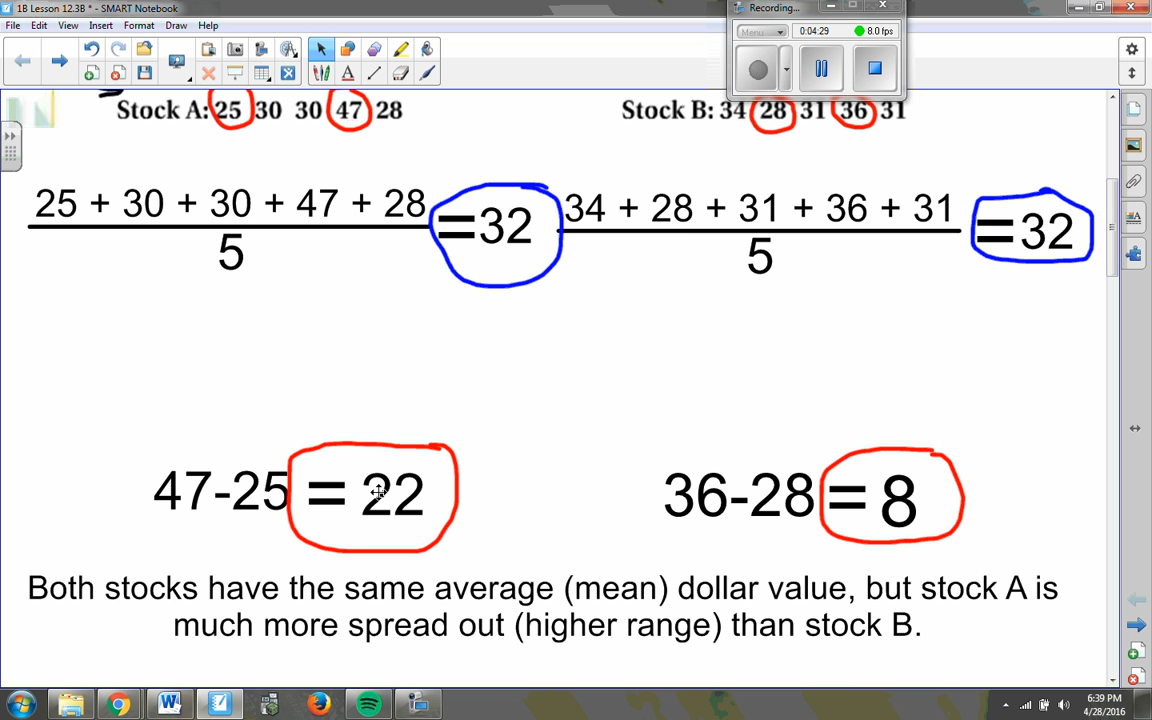 1B Lesson 12.3B * - SMART Notebook
Recording...
File Edit View Insert Format Draw Help
Menu 0:04:29 8.0 fps
Stock A: 25 30 30 47 28
Stock B: 34 28 31 36 31
25 + 30 + 30 + 47 + 28
5
=32
34 + 28 + 31 + 36 + 31
5
=32
47-25 = 22
36-28 = 8
Both stocks have the same average (mean) dollar value, but stock A is
much more spread out (higher range) than stock B.
6:39 PM
4/28/2016